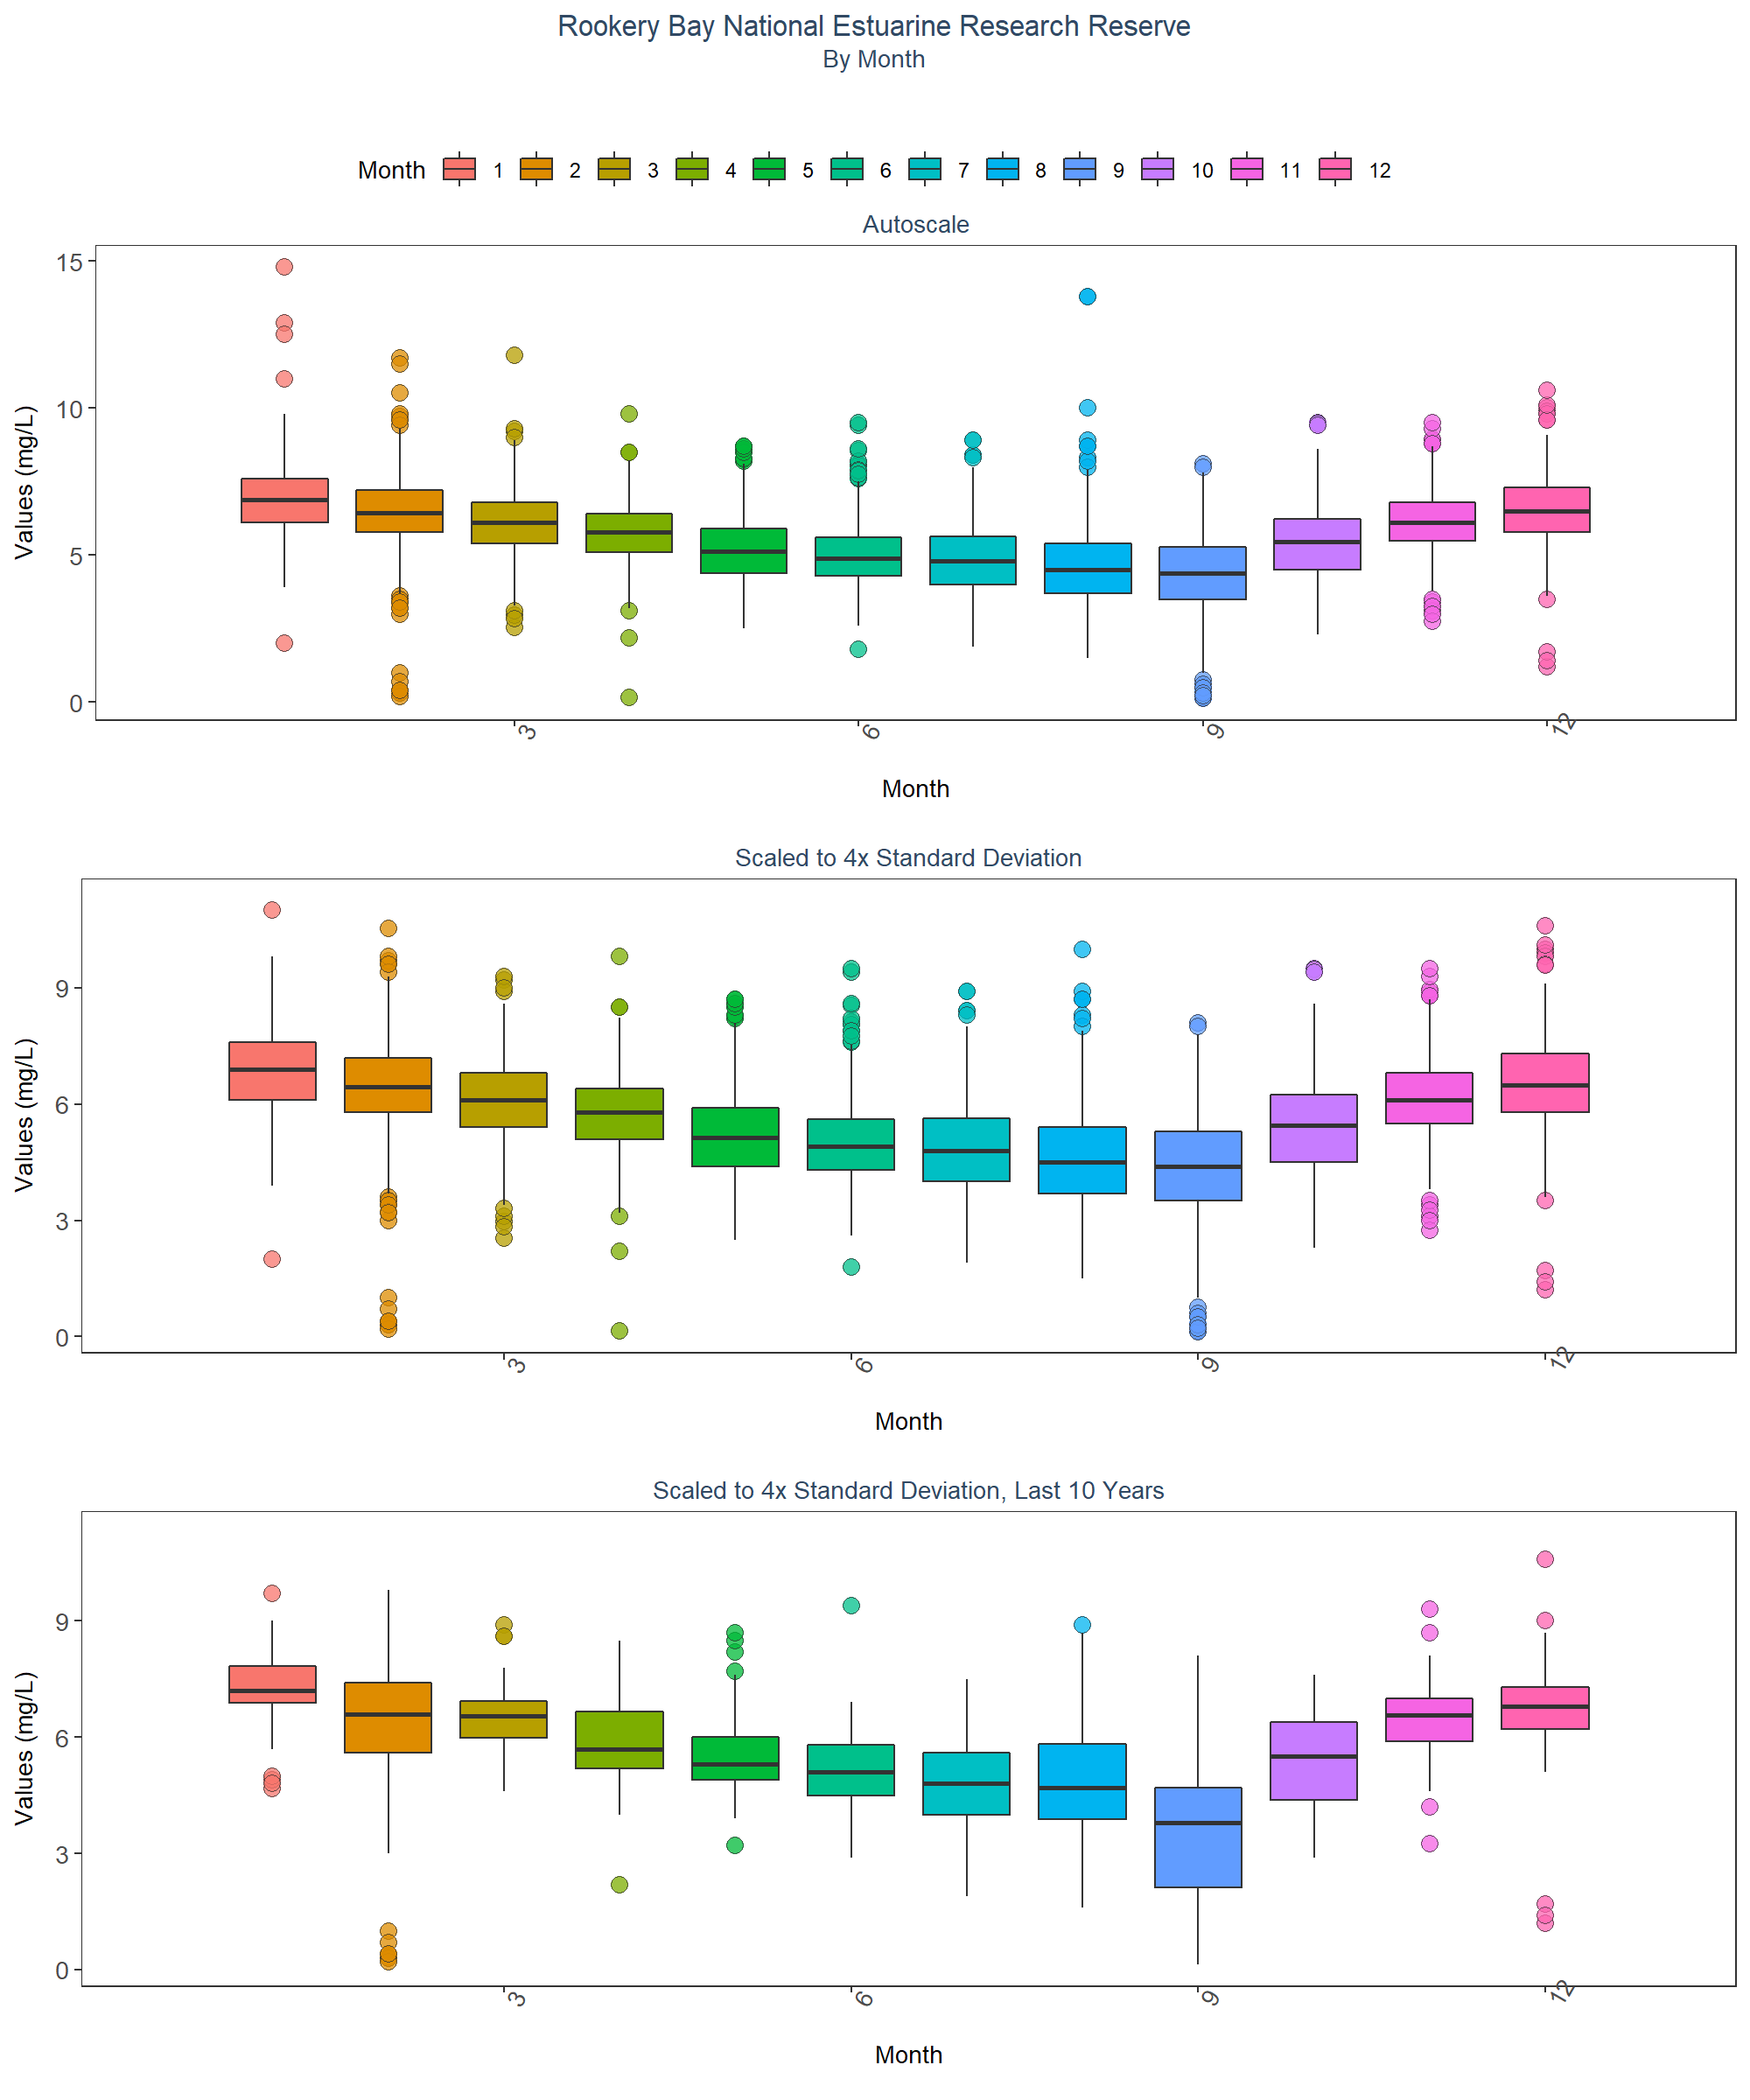 Rookery Bay National Estuarine Research Reserve
By Month
Month 1 2 3 4 5 6 7 8 9 10 11 12
Autoscale
Values (mg/L)
15
10
5
0
3 6 9 12
Month
Scaled to 4x Standard Deviation
Values (mg/L)
9
6
3
0
3 6 9 12
Month
Scaled to 4x Standard Deviation, Last 10 Years
Values (mg/L)
9
6
3
0
3 6 9 12
Month